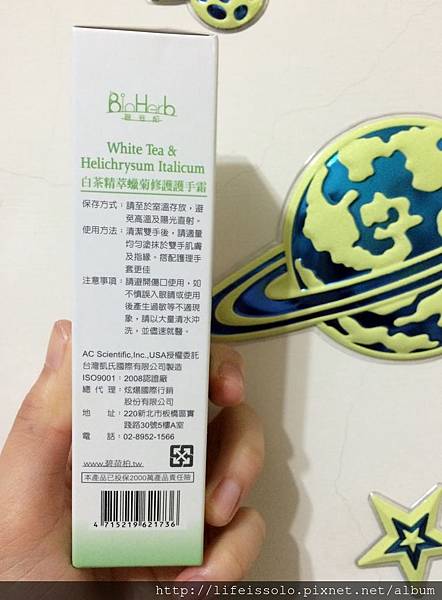 BioHerb
碧荷柏
White Tea &
Helichrysum Italicum
白茶精萃蠟菊修護護手霜
保存方式：請至於室溫存放，避
免高溫及陽光直射。
使用方法：清潔雙手後，請適量
均勻塗抹於雙手肌膚
及指緣。搭配護理手
套更佳
注意事項：請避開傷口使用，如
不慎誤入眼睛或使用
後產生過敏等不適現
象，請以大量清水沖
洗，並儘速就醫。
AC Scientific,Inc.,USA授權委託
台灣凱氏國際有限公司製造
ISO9001：2008認證廠
總代理：炫爆國際行銷
股份有限公司
地址：220新北市板橋區實
踐路30號5樓A室
電話：02-8952-1566
www.碧荷柏.tw
本產品已投保2000萬產品責任險
4 715219 621736
http://lifeissolo.pixnet.net/album